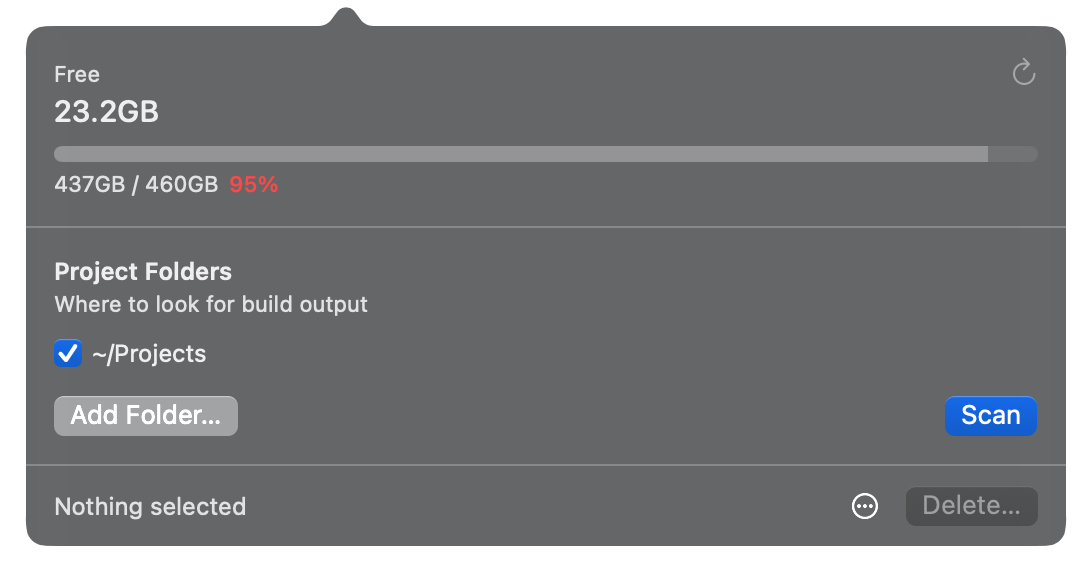 Free
23.2GB
437GB / 460GB 95%
Project Folders
Where to look for build output
~/Projects
Add Folder...
Scan
Nothing selected
Delete...